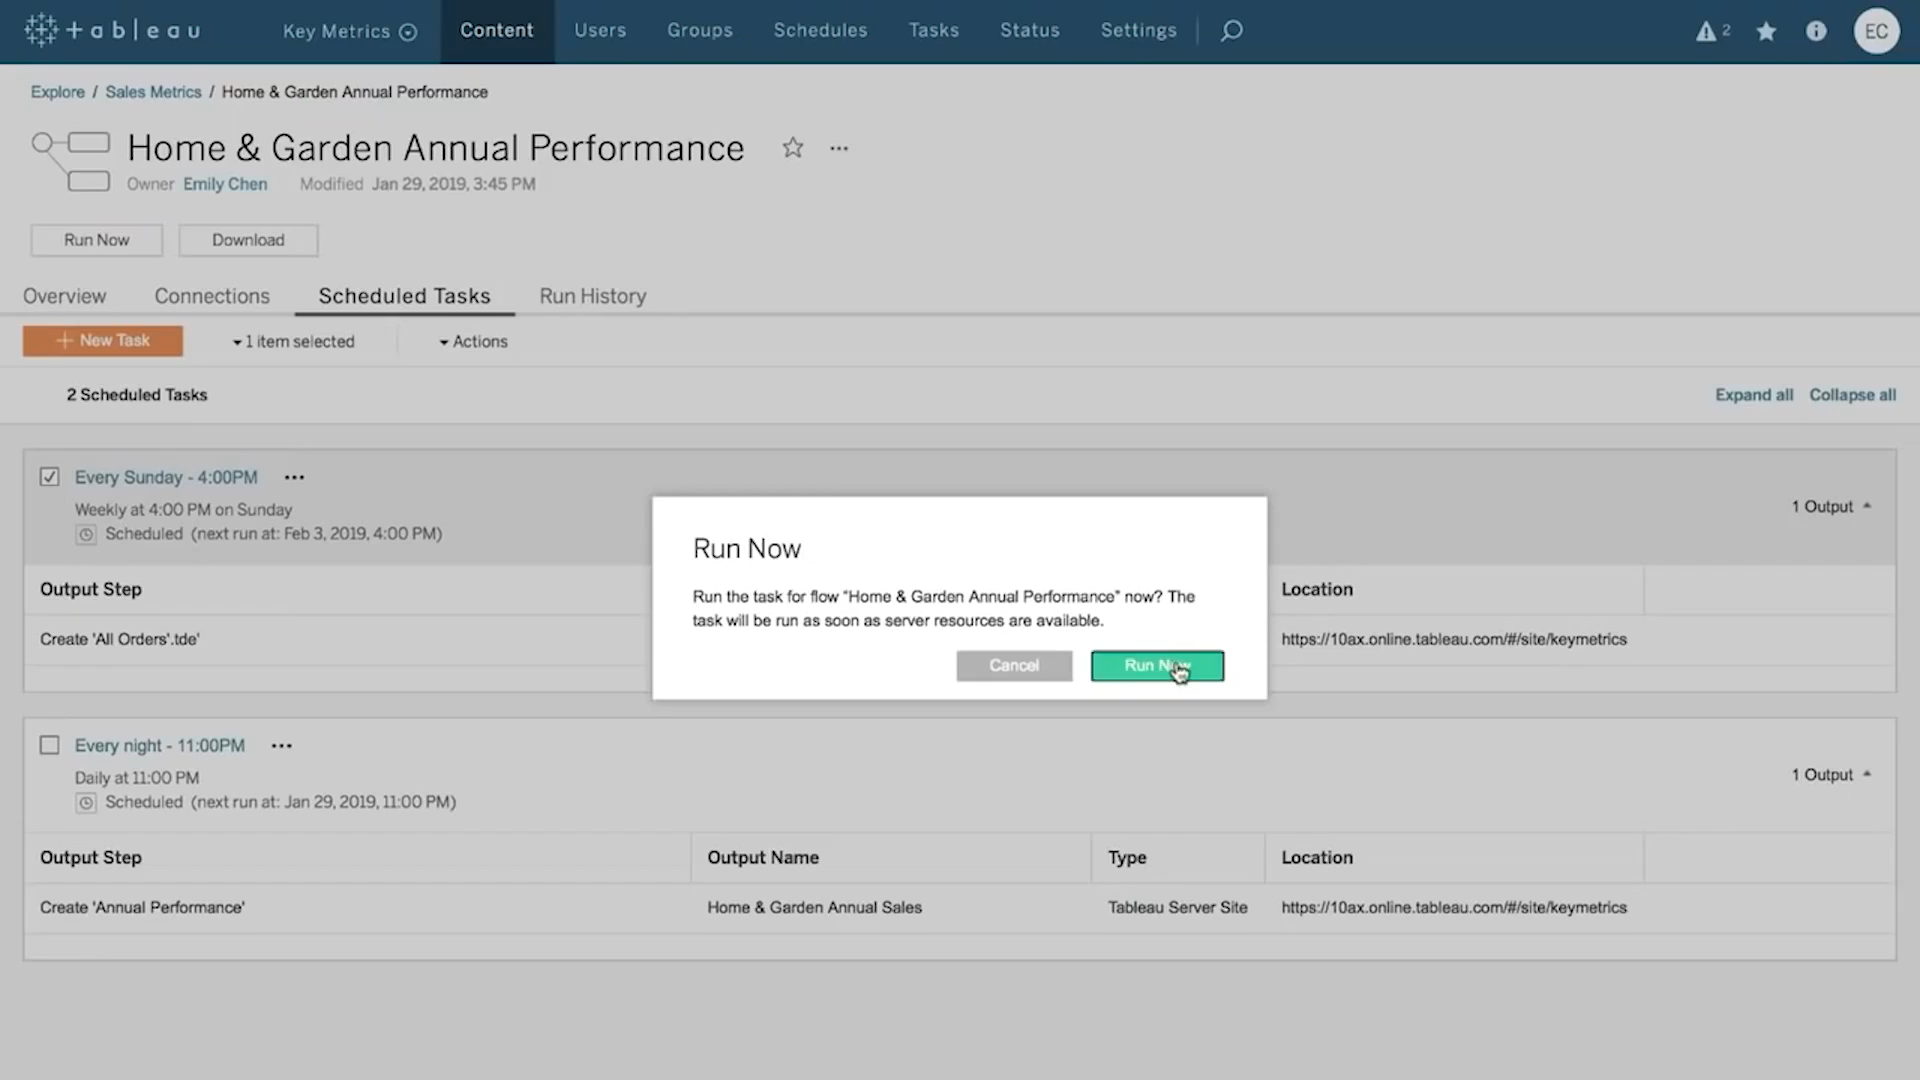 + a b | e a u
Key Metrics
Content
Users
Groups
Schedules
Tasks
Status
Settings
2
EC
Explore / Sales Metrics / Home & Garden Annual Performance
Home & Garden Annual Performance
Owner Emily Chen Modified Jan 29, 2019, 3:45 PM
Run Now
Download
Overview
Connections
Scheduled Tasks
Run History
+ New Task
1 item selected
Actions
2 Scheduled Tasks
Expand all
Collapse all
Every Sunday - 4:00PM
Weekly at 4:00 PM on Sunday
Scheduled (next run at: Feb 3, 2019, 4:00 PM)
1 Output
Output Step
Location
Create 'All Orders'.tde'
https://10ax.online.tableau.com/#/site/keymetrics
Run Now
Run the task for flow "Home & Garden Annual Performance" now? The
task will be run as soon as server resources are available.
Cancel
Run Now
Every night - 11:00PM
Daily at 11:00 PM
Scheduled (next run at: Jan 29, 2019, 11:00 PM)
1 Output
Output Step
Output Name
Type
Location
Create 'Annual Performance'
Home & Garden Annual Sales
Tableau Server Site
https://10ax.online.tableau.com/#/site/keymetrics